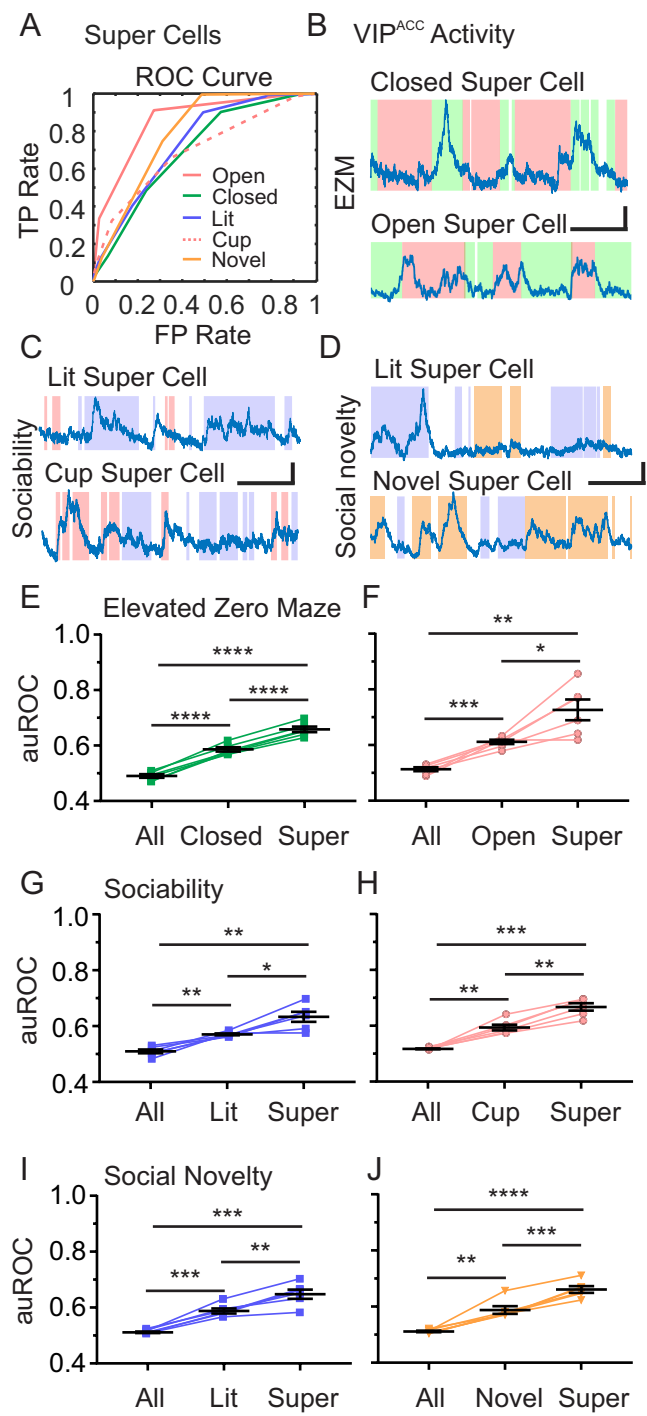 A Super Cells
ROC Curve
TP Rate
1
0.8
0.6
0.4
0.2
0
Open
Closed
Lit
Cup
Novel
0 0.2 0.4 0.6 0.8 1
FP Rate
B VIP^ACC Activity
Closed Super Cell
EZM
Open Super Cell
C
Lit Super Cell
Sociability
Cup Super Cell
D
Lit Super Cell
Social novelty
Novel Super Cell
E Elevated Zero Maze
auROC
1.0
0.8
0.6
0.4
****
**** ****
All Closed Super
F
**
*
***
All Open Super
G Sociability
auROC
1.0
0.8
0.6
0.4
**
*
**
All Lit Super
H
***
**
**
All Cup Super
I Social Novelty
auROC
1.0
0.8
0.6
0.4
***
**
***
All Lit Super
J
****
***
**
All Novel Super